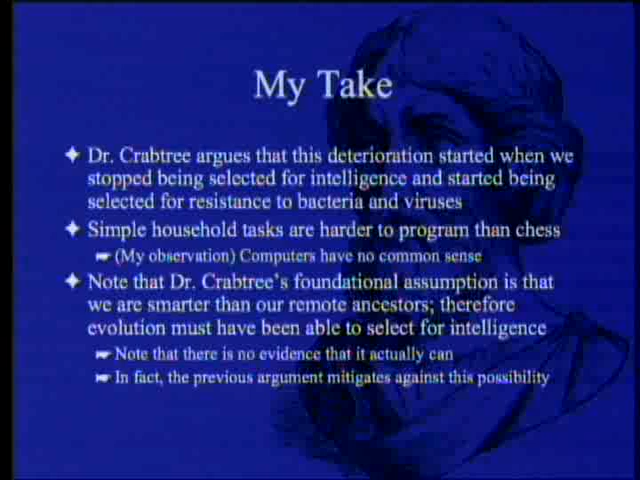 My Take
Dr. Crabtree argues that this deterioration started when we
stopped being selected for intelligence and started being
selected for resistance to bacteria and viruses
Simple household tasks are harder to program than chess
(My observation) Computers have no common sense
Note that Dr. Crabtree's foundational assumption is that
we are smarter than our remote ancestors; therefore
evolution must have been able to select for intelligence
Note that there is no evidence that it actually can
In fact, the previous argument mitigates against this possibility